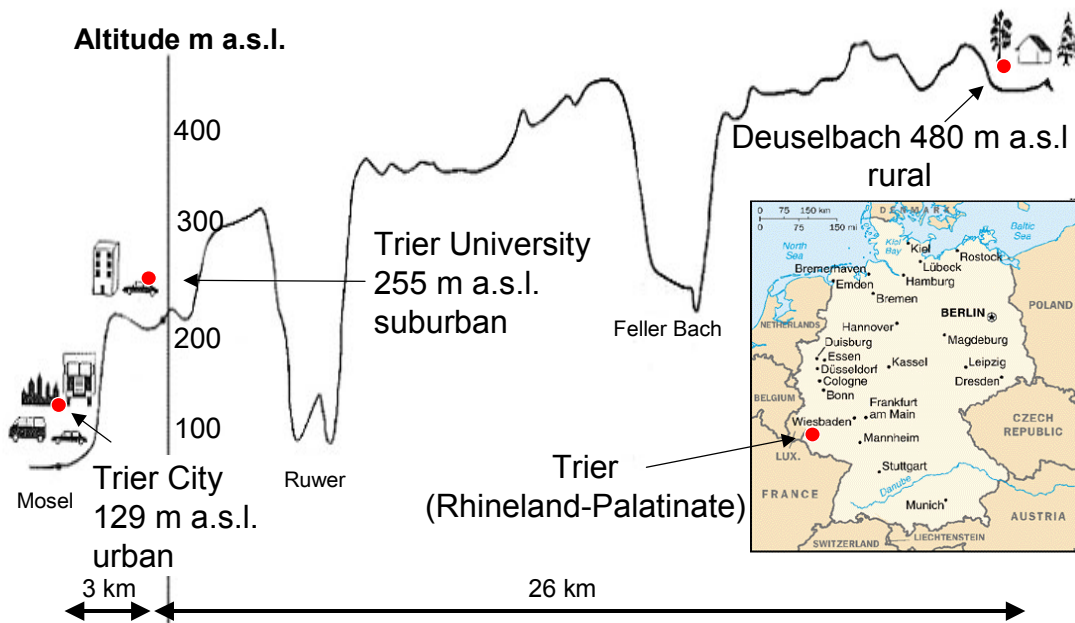 Altitude m a.s.l.
400
300
200
100
Deuselbach 480 m a.s.l
rural
Trier University
255 m a.s.l.
suburban
Feller Bach
Ruwer
Mosel
Trier City
129 m a.s.l.
urban
Trier
(Rhineland-Palatinate)
3 km
26 km
0 75 150 km
0 75 150 mi
DENMARK
North
Sea
Baltic
Sea
Kiel
Bay
Kiel
Rostock
Lübeck
Bremerhaven
Hamburg
Emden
Bremen
POLAND
BERLIN
NETHERLANDS
Hannover
Magdeburg
Duisburg
Essen
Düsseldorf
Kassel
Leipzig
Cologne
Dresden
Bonn
BELGIUM
Frankfurt
am Main
Wiesbaden
CZECH
REPUBLIC
Mannheim
LUX.
Stuttgart
Danube
FRANCE
Munich
AUSTRIA
SWITZERLAND
LIECHTENSTEIN